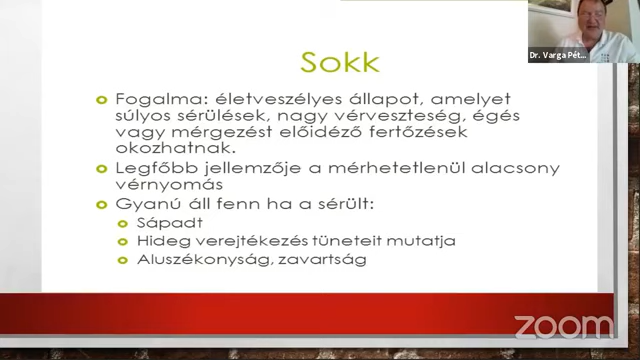 Dr. Varga Pét...
Sokk
Fogalma: életveszélyes állapot, amelyet
súlyos sérülések, nagy vérveszteség, égés
vagy mérgezést előidéző fertőzések
okozhatnak.
Legfőbb jellemzője a mérhetetlenül alacsony
vérnyomás
Gyanú áll fenn ha a sérült:
Sápadt
Hideg verejtékezés tüneteit mutatja
Aluszékonyság, zavartság
zoom